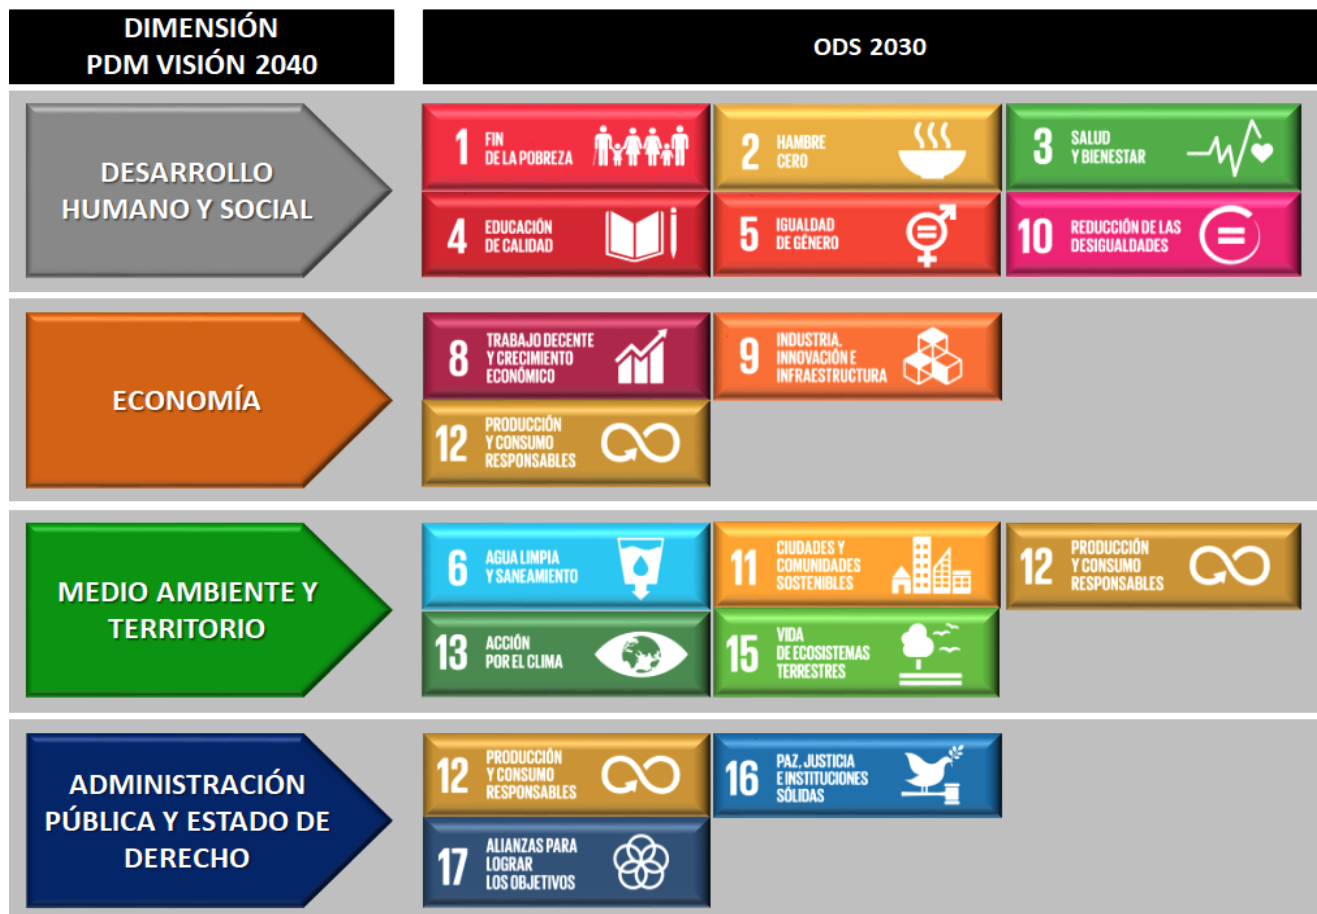 DIMENSIÓN
PDM VISIÓN 2040
ODS 2030
DESARROLLO
HUMANO Y SOCIAL
1 FIN
DE LA POBREZA
2 HAMBRE
CERO
3 SALUD
Y BIENESTAR
4 EDUCACIÓN
DE CALIDAD
5 IGUALDAD
DE GÉNERO
10 REDUCCIÓN DE LAS
DESIGUALDADES
ECONOMÍA
8 TRABAJO DECENTE
Y CRECIMIENTO
ECONÓMICO
9 INDUSTRIA,
INNOVACIÓN E
INFRAESTRUCTURA
12 PRODUCCIÓN
Y CONSUMO
RESPONSABLES
MEDIO AMBIENTE Y
TERRITORIO
6 AGUA LIMPIA
Y SANEAMIENTO
11 CIUDADES Y
COMUNIDADES
SOSTENIBLES
12 PRODUCCIÓN
Y CONSUMO
RESPONSABLES
13 ACCIÓN
POR EL CLIMA
15 VIDA
DE ECOSISTEMAS
TERRESTRES
ADMINISTRACIÓN
PÚBLICA Y ESTADO DE
DERECHO
12 PRODUCCIÓN
Y CONSUMO
RESPONSABLES
16 PAZ, JUSTICIA
E INSTITUCIONES
SÓLIDAS
17 ALIANZAS PARA
LOGRAR
LOS OBJETIVOS